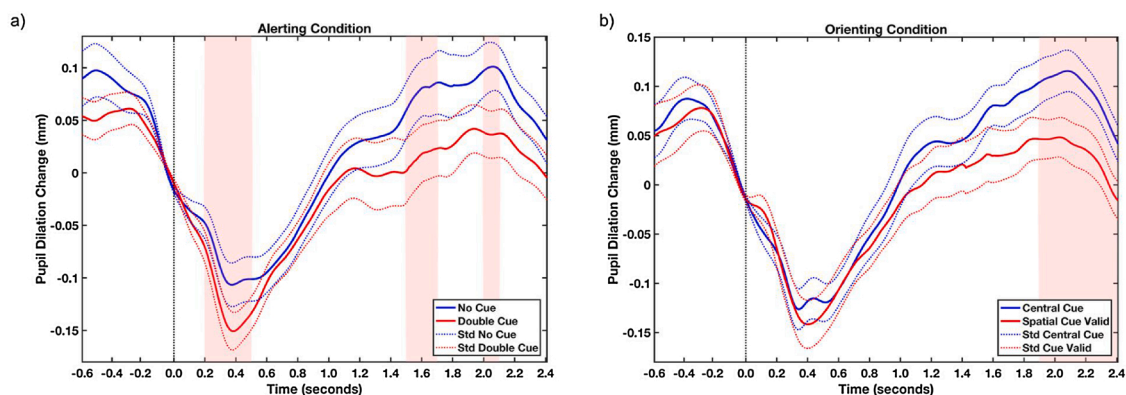 a)
Alerting Condition
Pupil Dilation Change (mm)
0.1
0.05
0
-0.05
-0.1
-0.15
-0.6 -0.4 -0.2 0.0 0.2 0.4 0.6 0.8 1.0 1.2 1.4 1.6 1.8 2.0 2.2 2.4
Time (seconds)
No Cue
Double Cue
Std No Cue
Std Double Cue
b)
Orienting Condition
Pupil Dilation Change (mm)
0.15
0.1
0.05
0
-0.05
-0.1
-0.15
-0.6 -0.4 -0.2 0.0 0.2 0.4 0.6 0.8 1.0 1.2 1.4 1.6 1.8 2.0 2.2 2.4
Time (seconds)
Central Cue
Spatial Cue Valid
Std Central Cue
Std Cue Valid